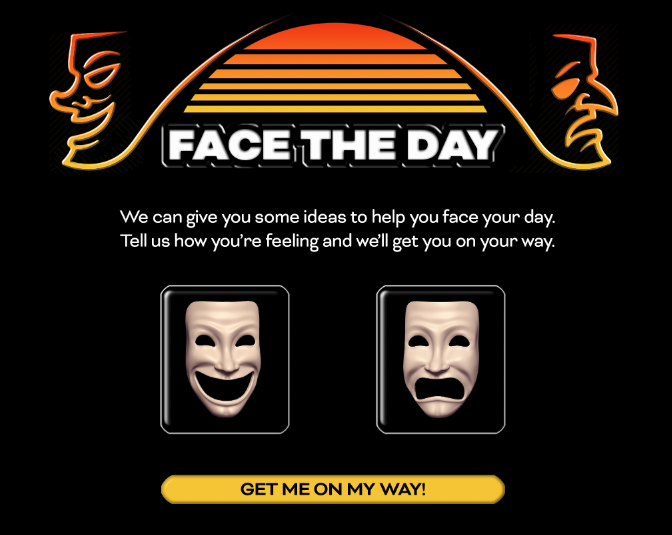 FACE THE DAY
We can give you some ideas to help you face your day.
Tell us how you're feeling and we'll get you on your way.
GET ME ON MY WAY!